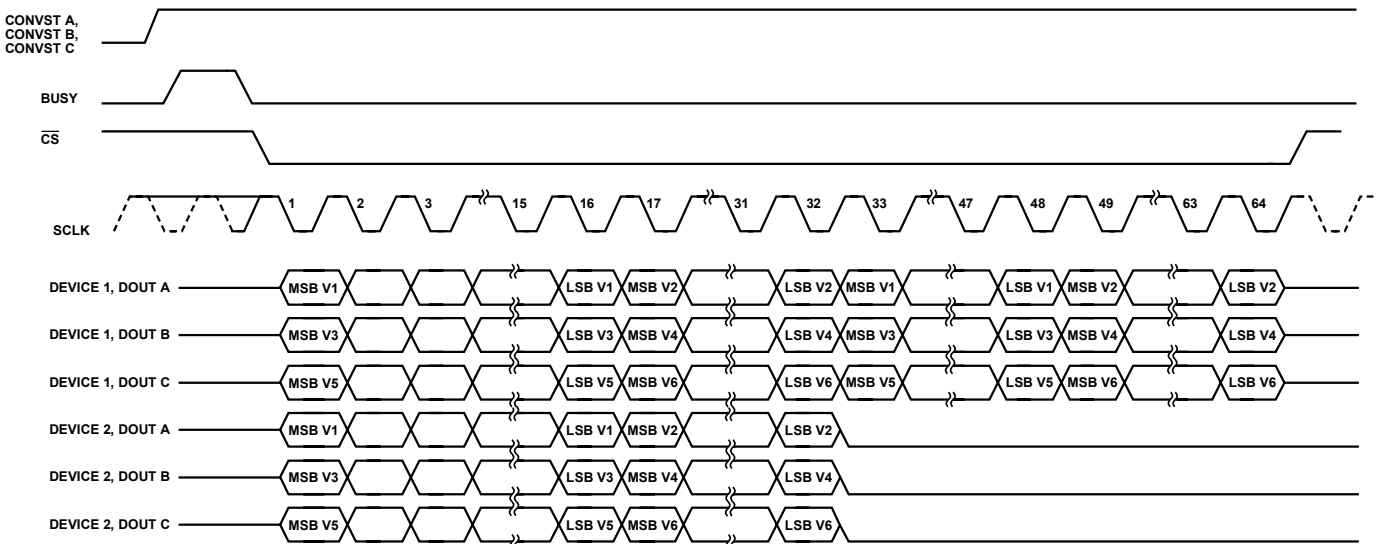 CONVST A,
CONVST B,
CONVST C
BUSY
CS
SCLK
1 2 3 15 16 17 31 32 33 47 48 49 63 64
DEVICE 1, DOUT A MSB V1 LSB V1 MSB V2 LSB V2 MSB V1 LSB V1 MSB V2 LSB V2
DEVICE 1, DOUT B MSB V3 LSB V3 MSB V4 LSB V4 MSB V3 LSB V3 MSB V4 LSB V4
DEVICE 1, DOUT C MSB V5 LSB V5 MSB V6 LSB V6 MSB V5 LSB V5 MSB V6 LSB V6
DEVICE 2, DOUT A MSB V1 LSB V1 MSB V2 LSB V2
DEVICE 2, DOUT B MSB V3 LSB V3 MSB V4 LSB V4
DEVICE 2, DOUT C MSB V5 LSB V5 MSB V6 LSB V6